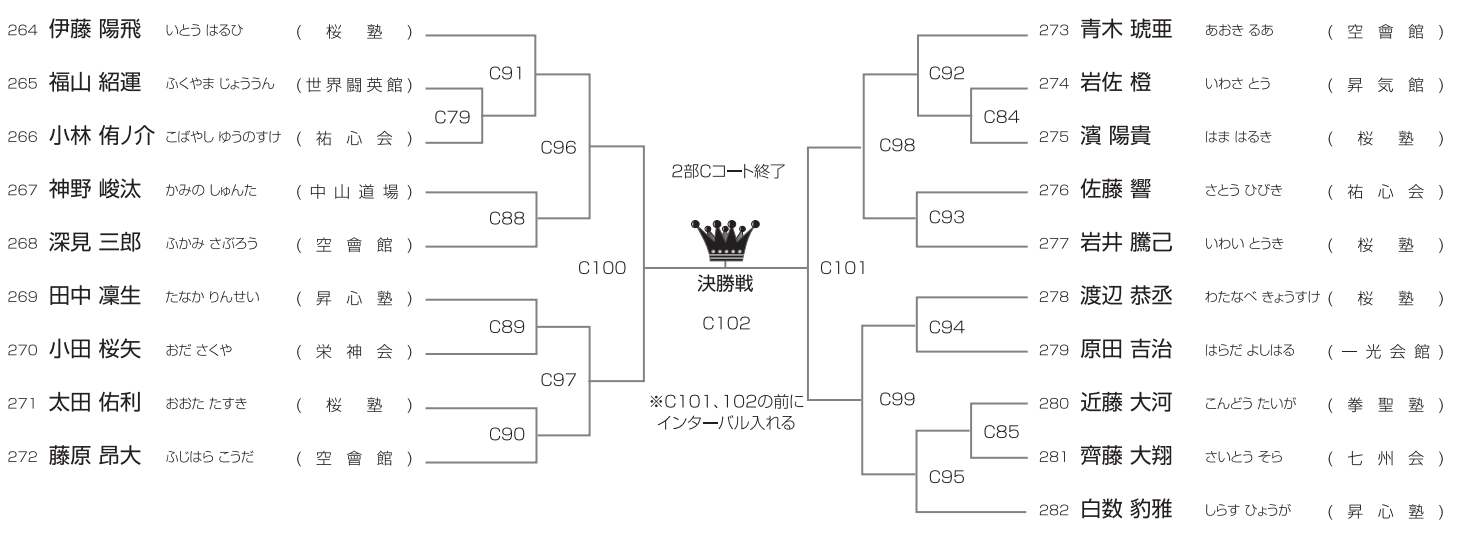 264 伊藤 陽飛 いとう はるひ ( 桜 塾 )
265 福山 紹運 ふくやま じょううん (世界闘英館)
266 小林 侑ノ介 こばやし ゆうのすけ ( 祐 心 会 )
267 神野 峻汰 かみの しゅんた (中山道場)
268 深見 三郎 ふかみ さぶろう ( 空 會 館 )
269 田中 凜生 たなか りんせい ( 昇 心 塾 )
270 小田 桜矢 おだ さくや ( 栄 神 会 )
271 太田 佑利 おおた たすき ( 桜 塾 )
272 藤原 昂大 ふじはら こうだ ( 空 會 館 )
C91
C79
C96
C88
C100
C89
C97
C90
2部Cコート終了
決勝戦
C102
※C101、102の前に
インターバル入れる
C92
C84
C98
C93
C101
C94
C99
C85
C95
273 青木 琥亜 あおき るあ ( 空 會 館 )
274 岩佐 橙 いわさ とう ( 昇 気 館 )
275 濱 陽貴 はま はるき ( 桜 塾 )
276 佐藤 響 さとう ひびき ( 祐 心 会 )
277 岩井 騰己 いわい とうき ( 桜 塾 )
278 渡辺 恭丞 わたなべ きょうすけ ( 桜 塾 )
279 原田 吉治 はらだ よしはる (一光会館)
280 近藤 大河 こんどう たいが ( 拳 聖 塾 )
281 齊藤 大翔 さいとう そら ( 七 州 会 )
282 白数 豹雅 しらす ひょうが ( 昇 心 塾 )